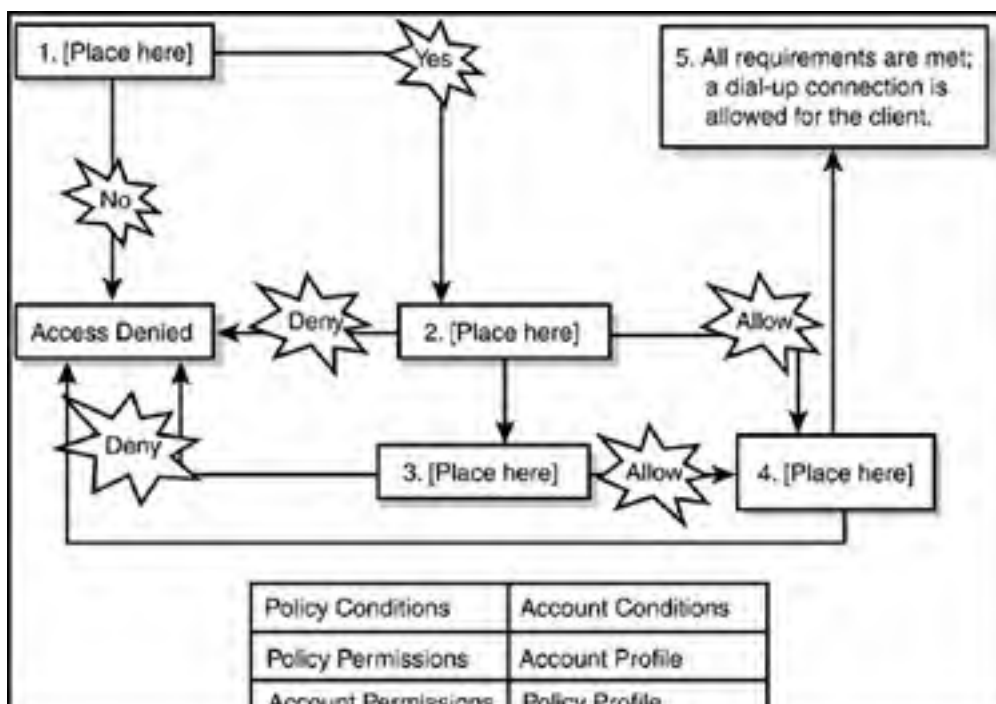 1. [Place here]
Yes
5. All requirements are met;
a dial-up connection is
allowed for the client.
No
Access Denied
Deny
2. [Place here]
Allow
Deny
3. [Place here]
Allow
4. [Place here]
Policy Conditions
Account Conditions
Policy Permissions
Account Profile
Account Permissions
Policy Profile